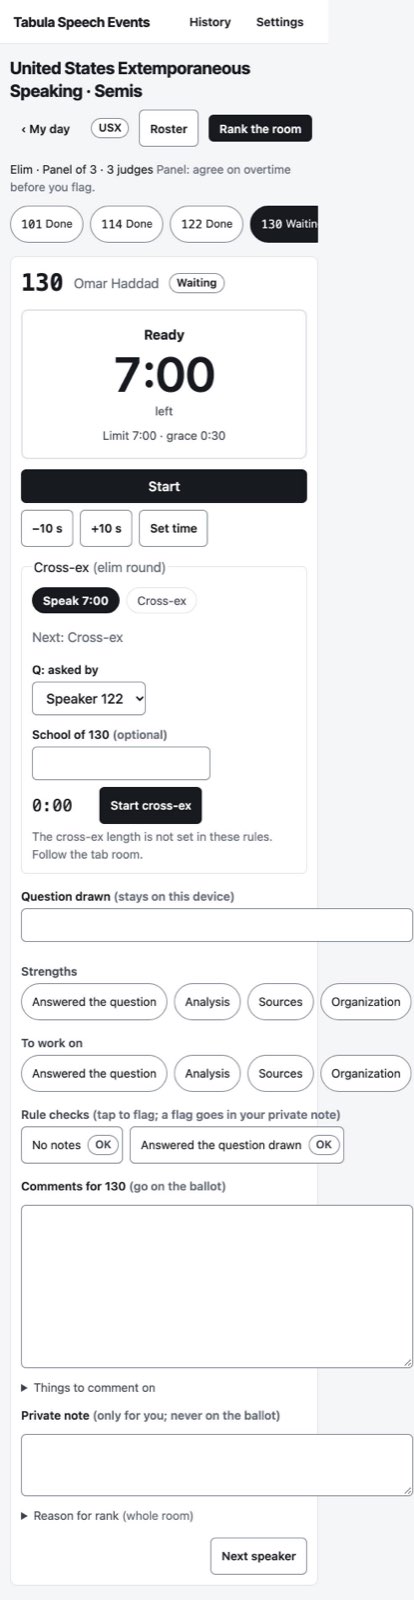 Tabula Speech Events History Settings
United States Extemporaneous
Speaking · Semis
‹ My day USX Roster Rank the room
Elim · Panel of 3 · 3 judges Panel: agree on overtime
before you flag.
101 Done 114 Done 122 Done 130 Waitin
130 Omar Haddad Waiting
Ready
7:00
left
Limit 7:00 · grace 0:30
Start
−10 s +10 s Set time
Cross-ex (elim round)
Speak 7:00 Cross-ex
Next: Cross-ex
Q: asked by
Speaker 122
School of 130 (optional)
0:00 Start cross-ex
The cross-ex length is not set in these rules.
Follow the tab room.
Question drawn (stays on this device)
Strengths
Answered the question Analysis Sources Organization
To work on
Answered the question Analysis Sources Organization
Rule checks (tap to flag; a flag goes in your private note)
No notes OK Answered the question drawn OK
Comments for 130 (go on the ballot)
Things to comment on
Private note (only for you; never on the ballot)
Reason for rank (whole room)
Next speaker